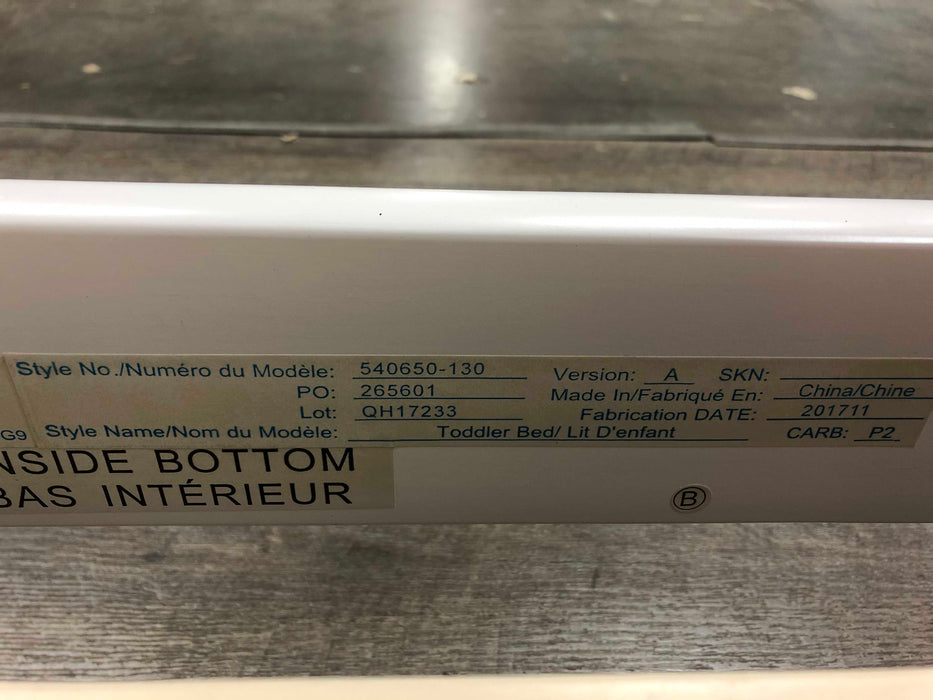 Style No./Numéro du Modèle: 540650-130 Version: A SKN:
PO: 265601 Made In/Fabriqué En: China/Chine
Lot: QH17233 Fabrication DATE: 201711
G9 Style Name/Nom du Modèle: Toddler Bed/ Lit D'enfant CARB: P2
NSIDE BOTTOM
BAS INTÉRIEUR
B